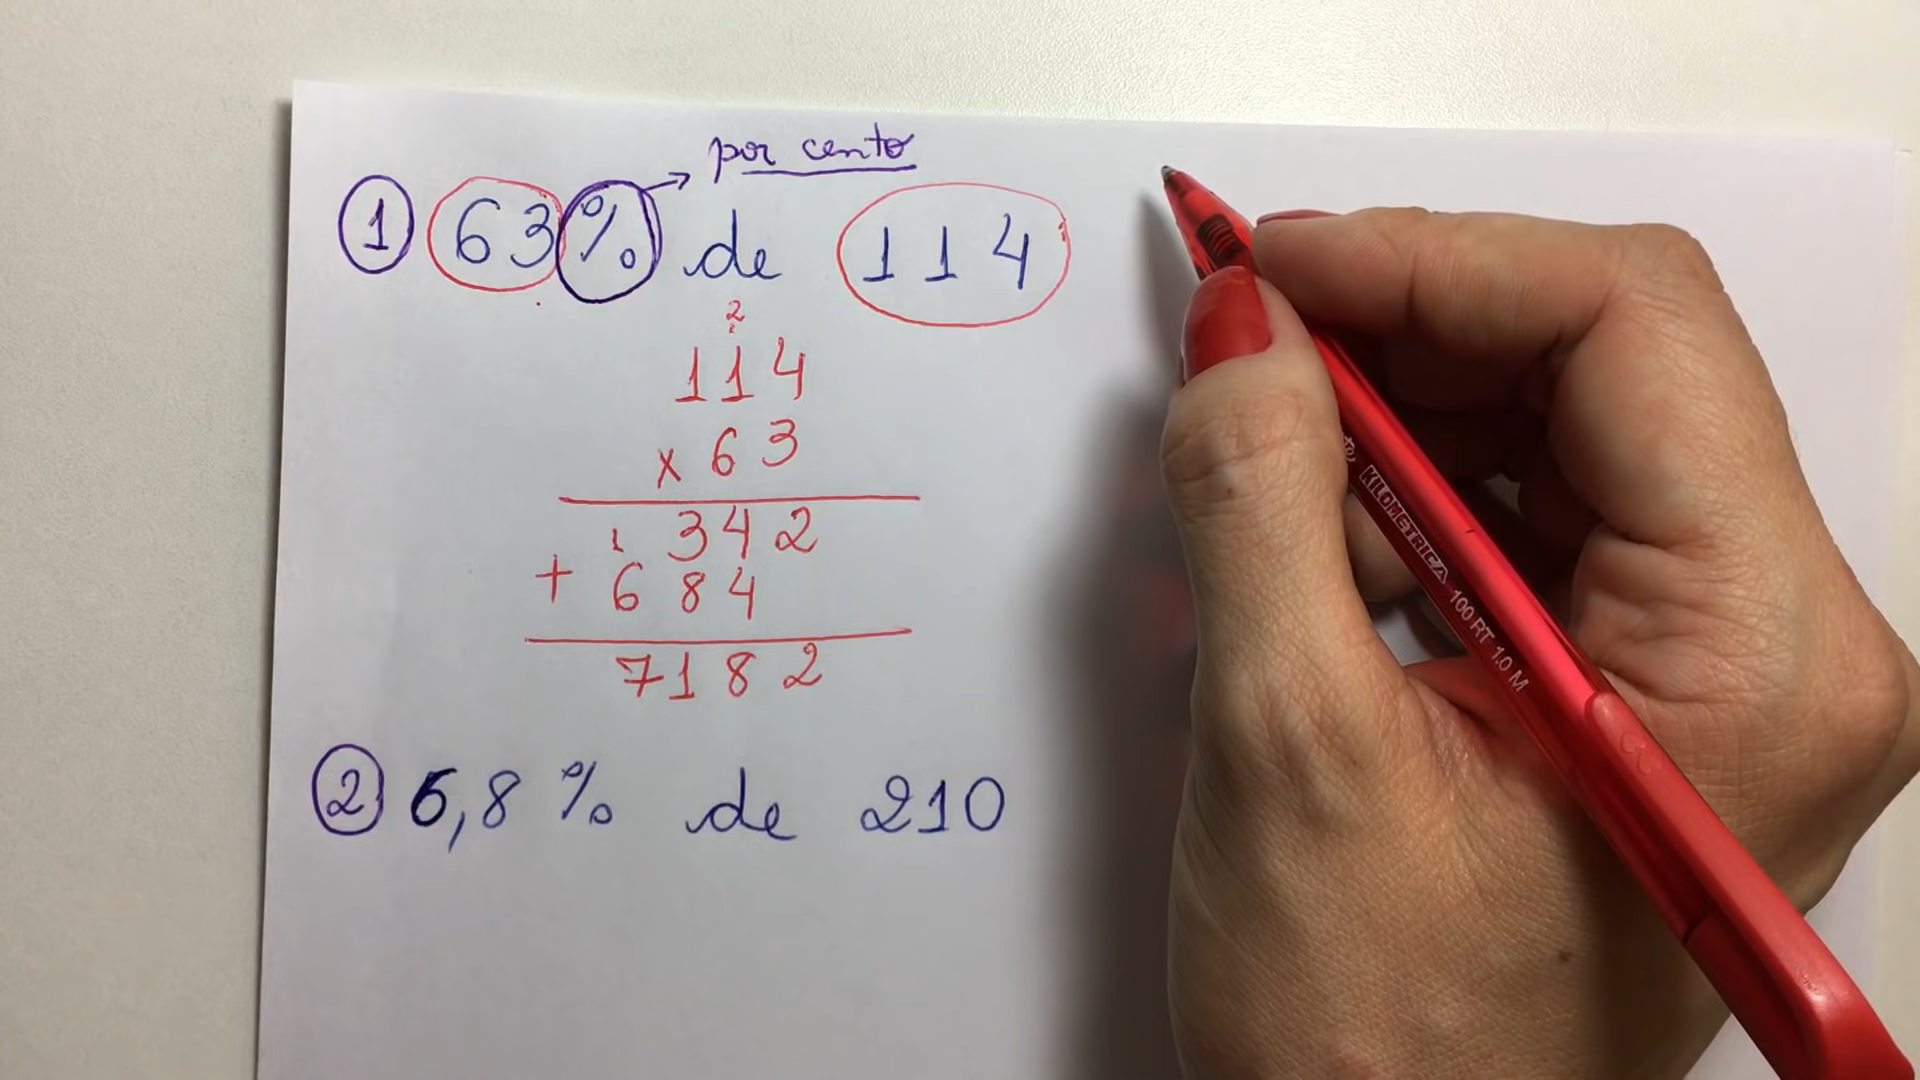 por cento
1 63% de 114
2
114
x 63
1 342
+ 684
7182
2 6,8 % de 210
KILOMETRICA 100 RT 1.0 M